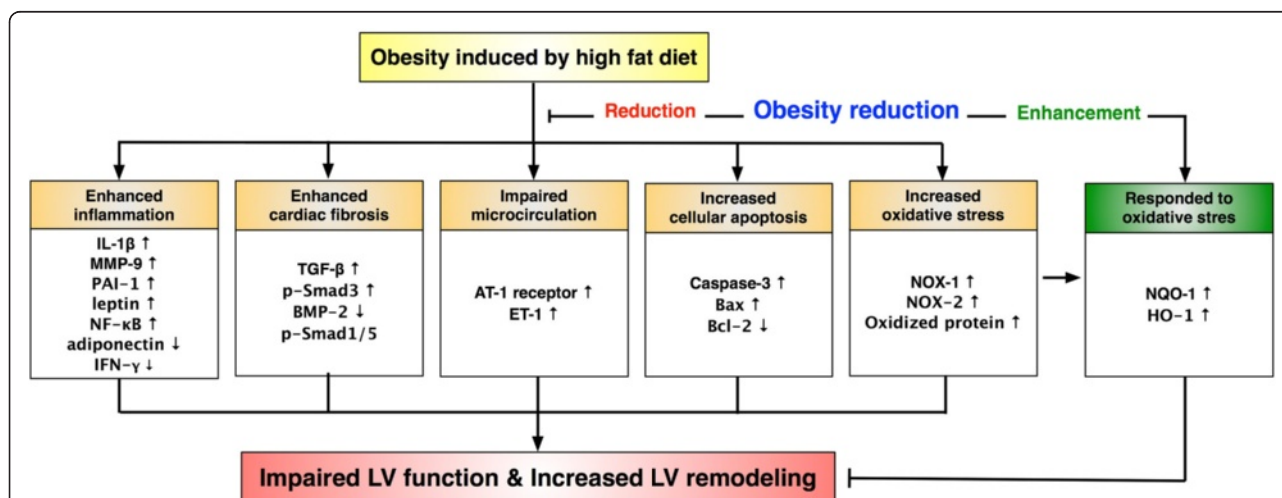 Obesity induced by high fat diet
Reduction
Obesity reduction
Enhancement
Enhanced
inflammation
IL-1β ↑
MMP-9 ↑
PAI-1 ↑
leptin ↑
NF-κB ↑
adiponectin ↓
IFN-γ ↓
Enhanced
cardiac fibrosis
TGF-β ↑
p-Smad3 ↑
BMP-2 ↓
p-Smad1/5
Impaired
microcirculation
AT-1 receptor ↑
ET-1 ↑
Increased
cellular apoptosis
Caspase-3 ↑
Bax ↑
Bcl-2 ↓
Increased
oxidative stress
NOX-1 ↑
NOX-2 ↑
Oxidized protein ↑
Responded to
oxidative stres
NQO-1 ↑
HO-1 ↑
Impaired LV function & Increased LV remodeling